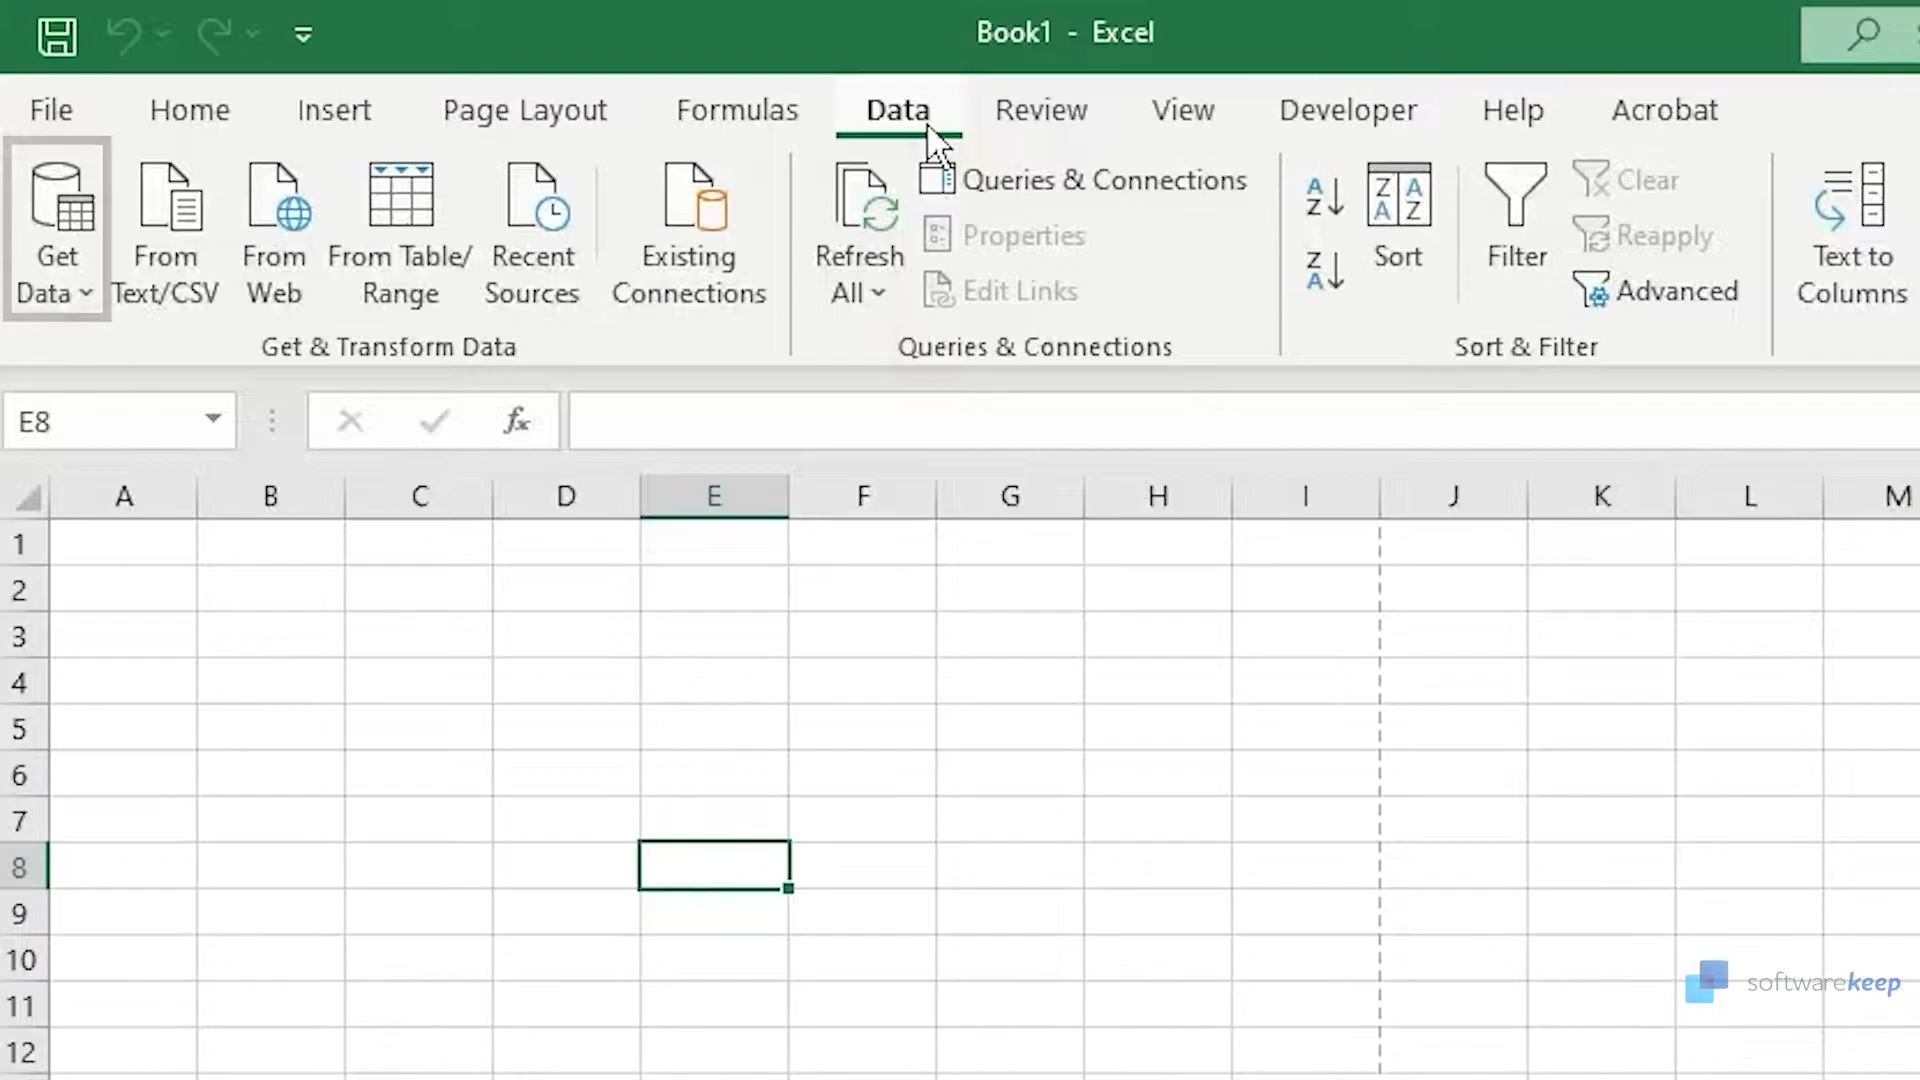 Book1 - Excel
File Home Insert Page Layout Formulas Data Review View Developer Help Acrobat
Get
Data
From
Text/CSV
From
Web
From Table/
Range
Recent
Sources
Existing
Connections
Get & Transform Data
Refresh
All
Queries & Connections
Properties
Edit Links
Queries & Connections
Sort
Filter
Clear
Reapply
Advanced
Sort & Filter
Text to
Columns
E8
fx
A B C D E F G H I J K L M
1
2
3
4
5
6
7
8
9
10
11
12
softwarekeep